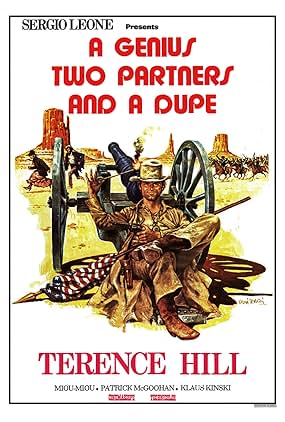 SERGIO LEONE Presents
A GENIUS
TWO PARTNERS
AND A DUPE
TERENCE HILL
MIOU-MIOU • PATRICK McGOOHAN • KLAUS KINSKI